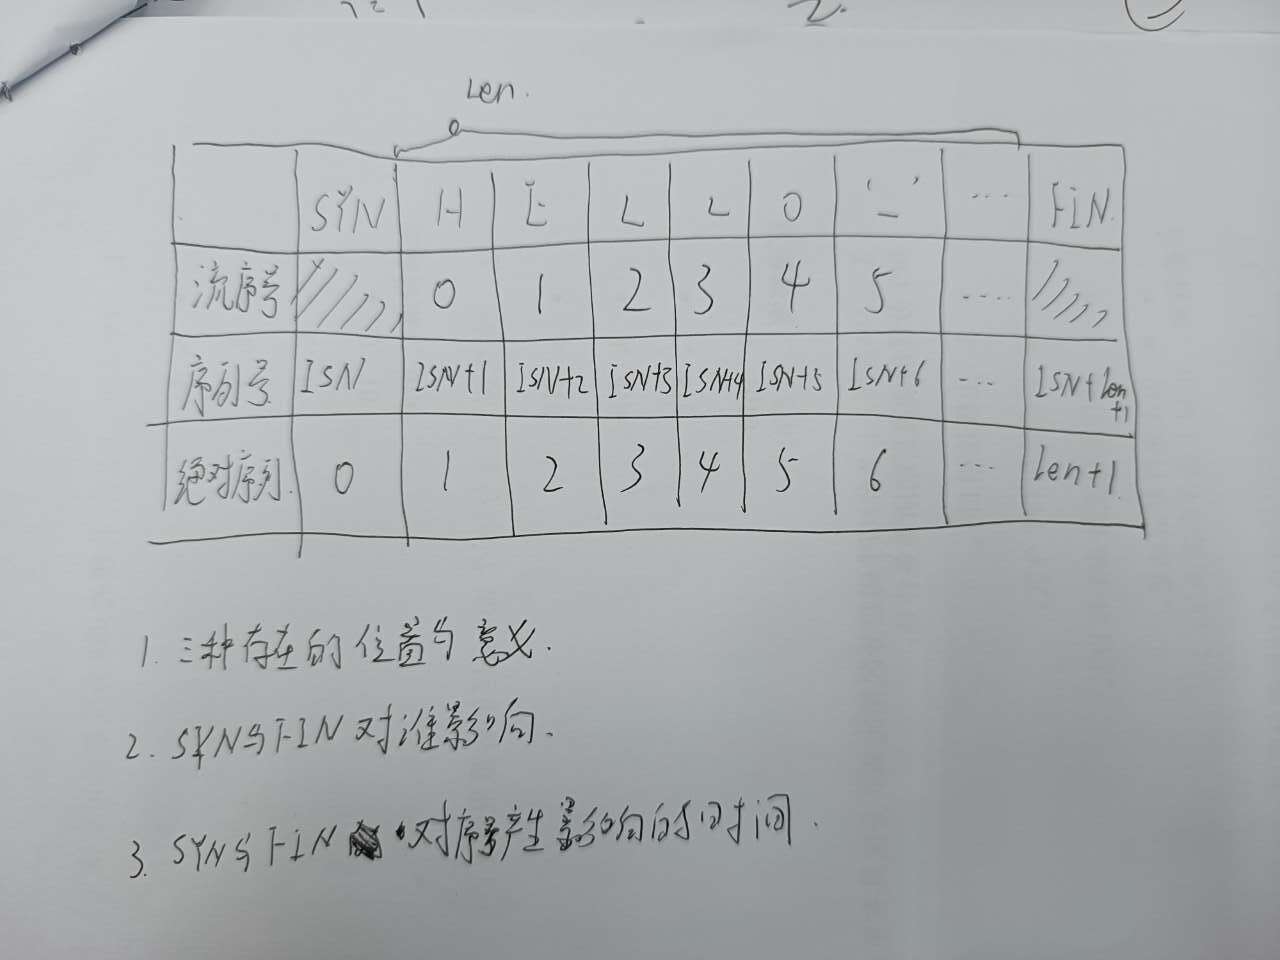 Len.
SYN H E L L O '_' ... FIN
流序号 0 1 2 3 4 5 ....
序列号 ISN ISN+1 ISN+2 ISN+3 ISN+4 ISN+5 ISN+6 ... ISN+len+1
绝对序列 0 1 2 3 4 5 6 ... len+1
1. 三种存在的位置与意义.
2. SYN与FIN对谁影响.
3. SYN与FIN对序号产生影响的时间.